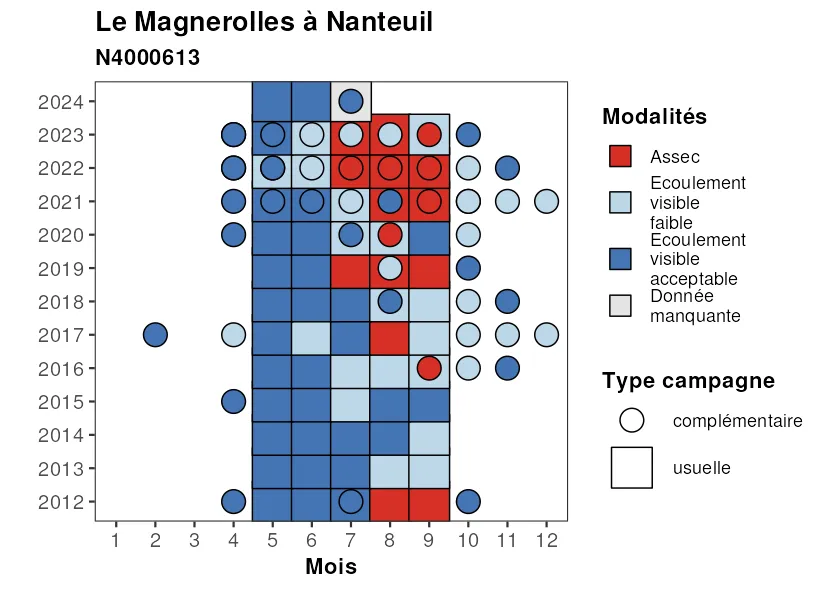 Le Magnerolles à Nanteuil
N4000613
2024
2023
2022
2021
2020
2019
2018
2017
2016
2015
2014
2013
2012
1 2 3 4 5 6 7 8 9 10 11 12
Mois
Modalités
Assec
Ecoulement
visible
faible
Ecoulement
visible
acceptable
Donnée
manquante
Type campagne
complémentaire
usuelle